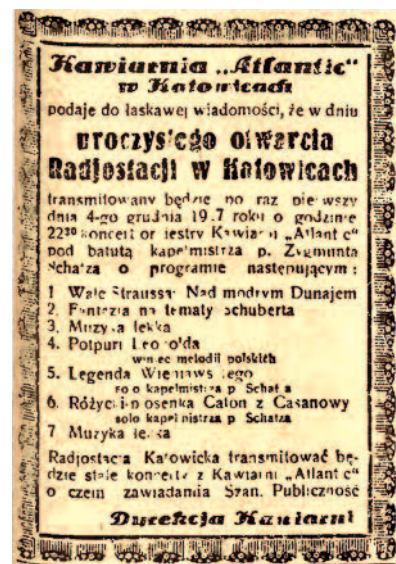 Kawiarnia „Atlantic“
w Katowicach
podaje do łaskawej wiadomości, że w dniu
uroczystego otwarcia
Radjostacji w Katowicach
transmitowany będzie po raz pierwszy
dnia 4-go grudnia 19.7 roku o godzinie
22³⁰ koncert orkiestry Kawiarni „Atlantic“
pod batutą kapelmistrza p. Zygmunta
Schatza o programie następującym:
1 Walc Straussa: Nad modrym Dunajem
2. Fantazja na tematy Schuberta
3. Muzyka lekka
4. Potpuri Leopolda
winiec melodii polskich
5. Legenda Wieniawskiego
solo kapelmistrza p Schatza
6. Różyczki piosenka Caton z Casanowy
solo kapelmistrza p Schatza
7 Muzyka lekka
Radjostacja Katowicka transmitować bę-
dzie stale koncerty z Kawiarni „Atlantic“
o czem zawiadamia Szan. Publiczność
Dyrekcja Kawiarni